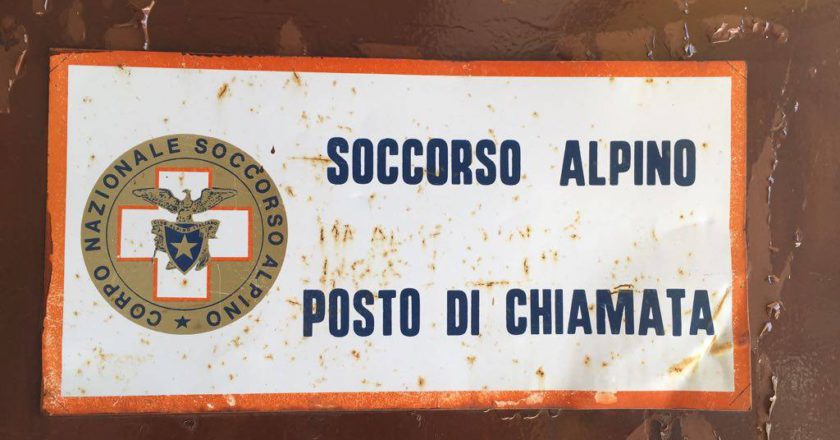 CORPO NAZIONALE SOCCORSO ALPINO
SOCCORSO ALPINO
POSTO DI CHIAMATA